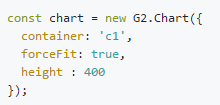 const chart = new G2.Chart({
  container: 'c1',
  forceFit: true,
  height : 400
});